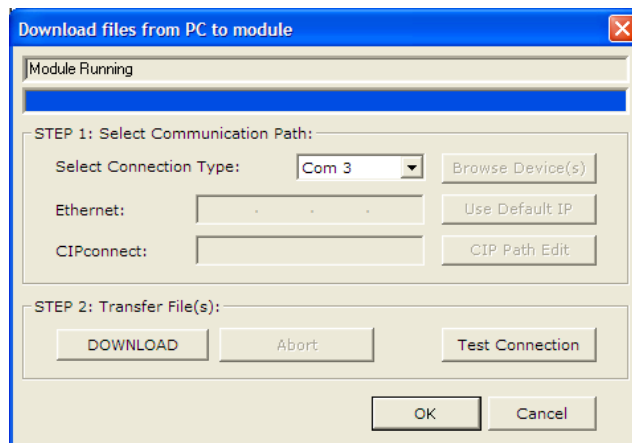 Download files from PC to module
Module Running
STEP 1: Select Communication Path:
Select Connection Type: Com 3 Browse Device(s)
Ethernet: . . . Use Default IP
CIPconnect: CIP Path Edit
STEP 2: Transfer File(s):
DOWNLOAD Abort Test Connection
OK Cancel